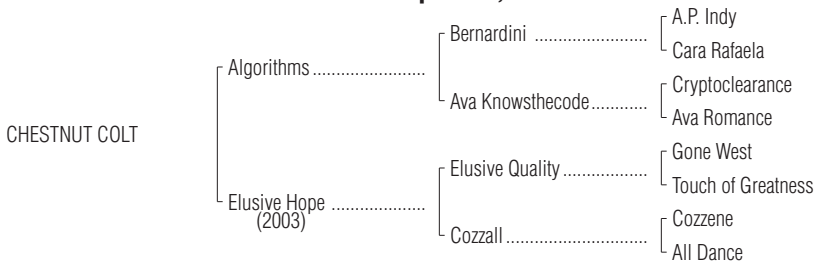 A.P. Indy
Bernardini ..............................
Cara Rafaela
Algorithms ........................
Cryptoclearance
Ava Knowsthecode............
Ava Romance
CHESTNUT COLT
Gone West
Elusive Quality ..................
Touch of Greatness
Elusive Hope ....................
(2003)
Cozzene
Cozzall ..............................
All Dance